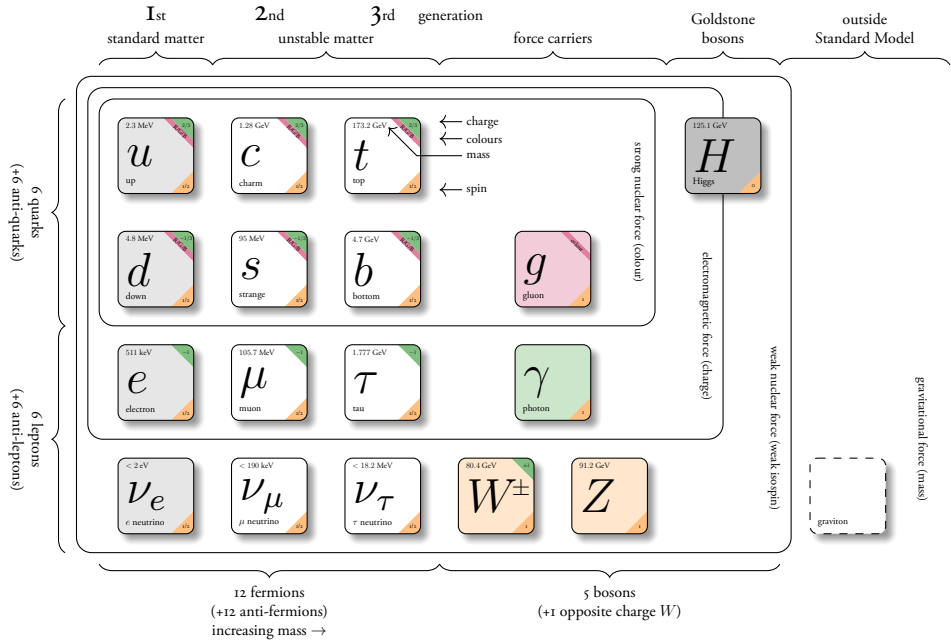 1st
2nd
3rd
generation
Goldstone
bosons
outside
Standard Model
standard matter
unstable matter
force carriers
6 quarks
(+6 anti-quarks)
6 leptons
(+6 anti-leptons)
2.3 MeV
2/3
R/G/B
u
up
1/2
1.28 GeV
2/3
R/G/B
c
charm
1/2
173.2 GeV
2/3
R/G/B
t
top
1/2
charge
colours
mass
spin
125.1 GeV
H
Higgs
0
4.8 MeV
−1/3
R/G/B
d
down
1/2
95 MeV
−1/3
R/G/B
s
strange
1/2
4.7 GeV
−1/3
R/G/B
b
bottom
1/2
colour
g
gluon
1
strong nuclear force (colour)
511 keV
−1
e
electron
1/2
105.7 MeV
−1
μ
muon
1/2
1.777 GeV
−1
τ
tau
1/2
γ
photon
1
electromagnetic force (charge)
< 2 eV
νe
e neutrino
1/2
< 190 keV
νμ
μ neutrino
1/2
< 18.2 MeV
ντ
τ neutrino
1/2
80.4 GeV
±1
W±
1
91.2 GeV
Z
1
weak nuclear force (weak isospin)
graviton
gravitational force (mass)
12 fermions
(+12 anti-fermions)
increasing mass →
5 bosons
(+1 opposite charge W)